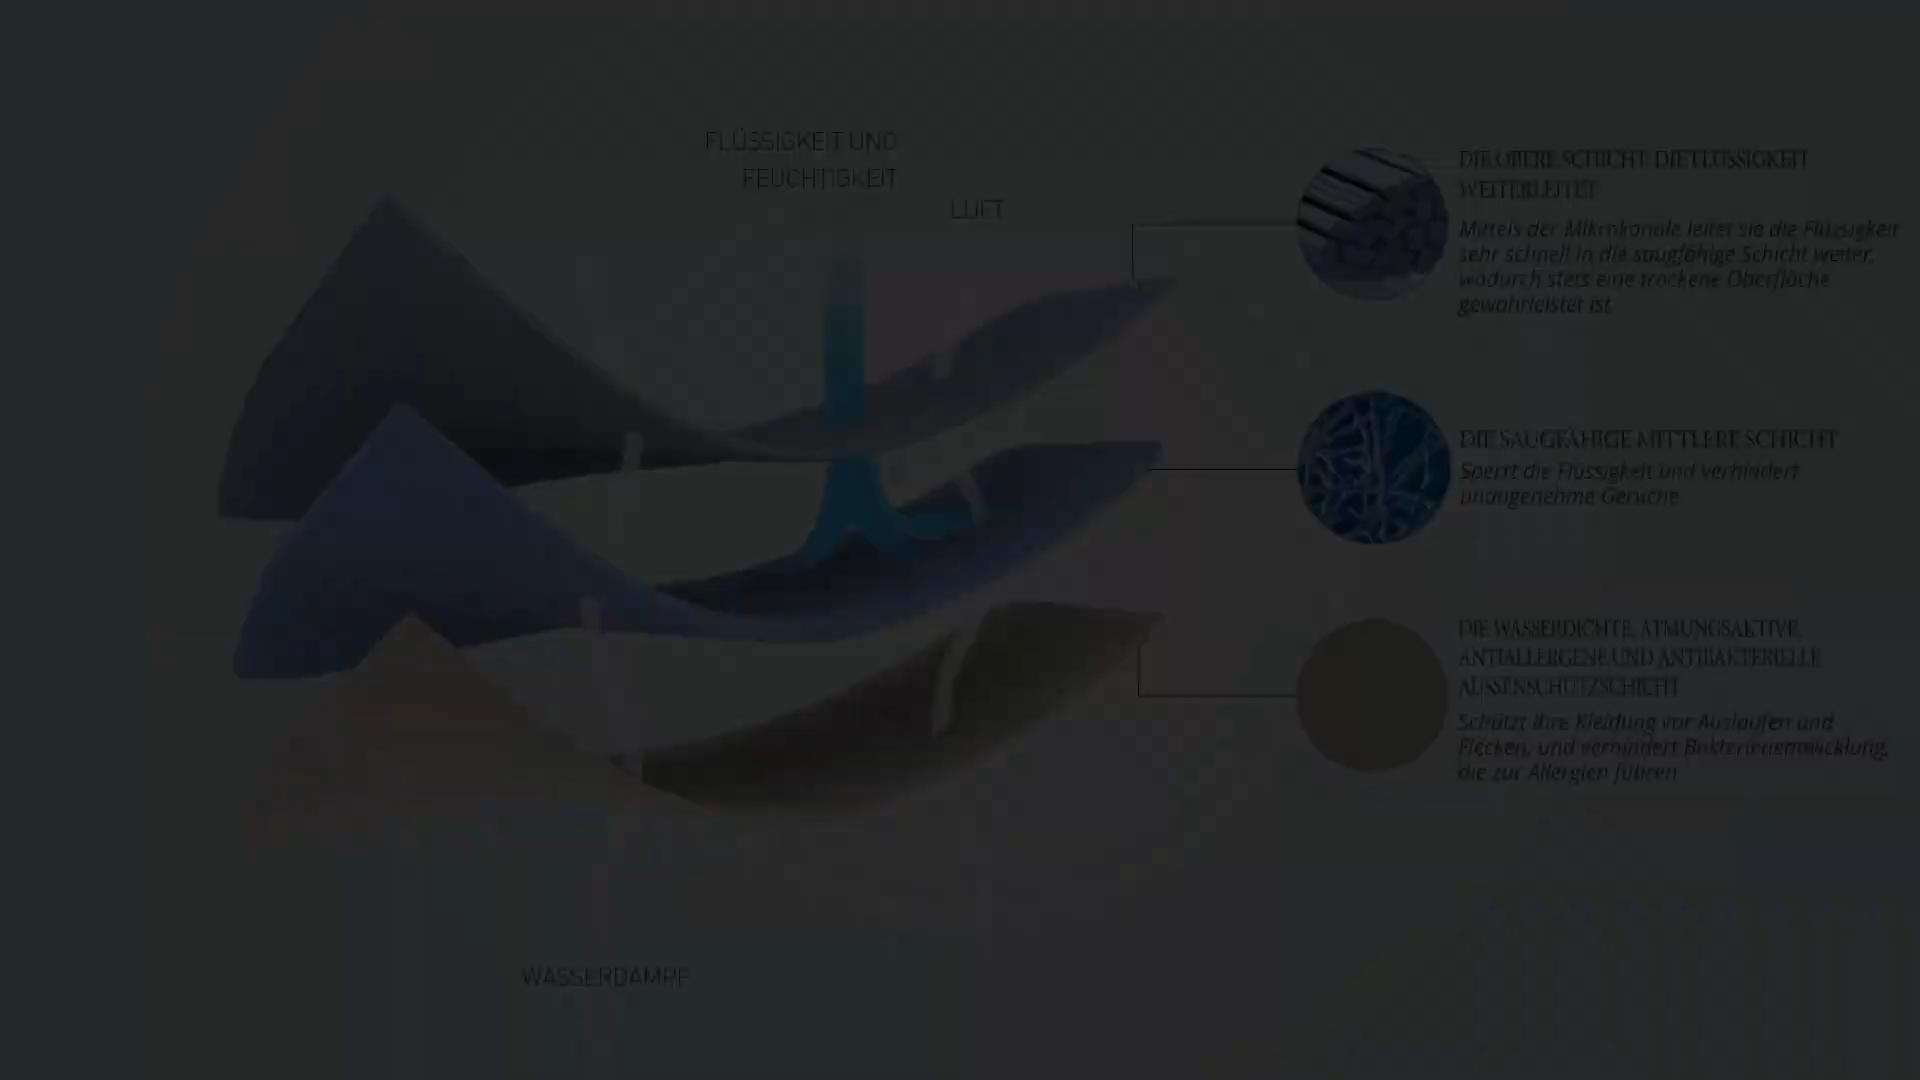 FLÜSSIGKEIT UND
FEUCHTIGKEIT
LUFT
DIE OBERE SCHICHT, DIE FLÜSSIGKEIT
WEITERLEITET
Mittels der Mikrokanäle leitet sie die Flüssigkeit
sehr schnell in die saugfähige Schicht weiter,
wodurch stets eine trockene Oberfläche
gewährleistet ist.
DIE SAUGFÄHIGE MITTLERE SCHICHT
Sperrt die Flüssigkeit und verhindert
unangenehme Gerüche
DIE WASSERDICHTE, ATMUNGSAKTIVE,
ANTIALLERGENE UND ANTIBAKTERIELLE
AUSSENSCHUTZSCHICHT
Schützt Ihre Kleidung vor Auslaufen und
Flecken, und vermindert Bakterienentwicklung,
die zur Allergien führen
WASSERDAMPF